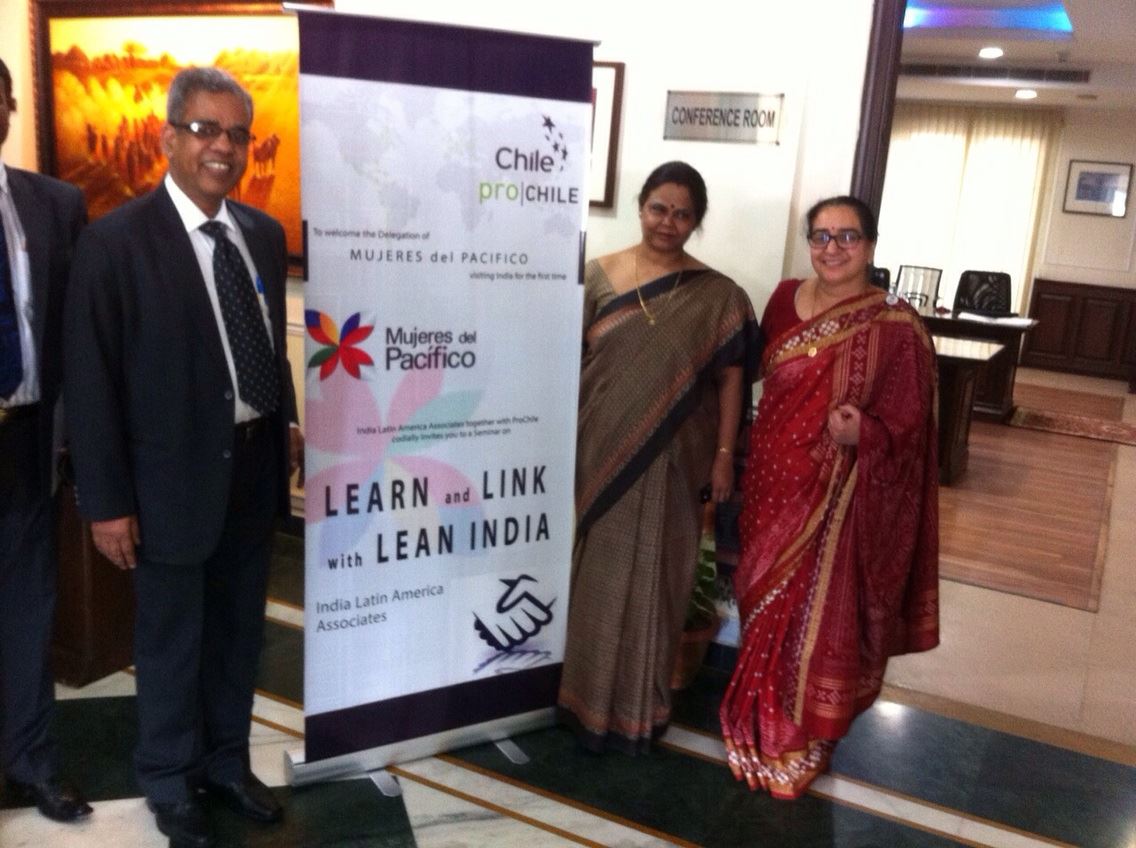 Chile
pro|CHILE
To welcome the Delegation of
MUJERES del PACIFICO
visiting India for the first time
Mujeres del
Pacífico
India Latin America Associates together with ProChile
codially invites you to a Seminar on
LEARN and LINK
with LEAN INDIA
India Latin America
Associates
CONFERENCE ROOM